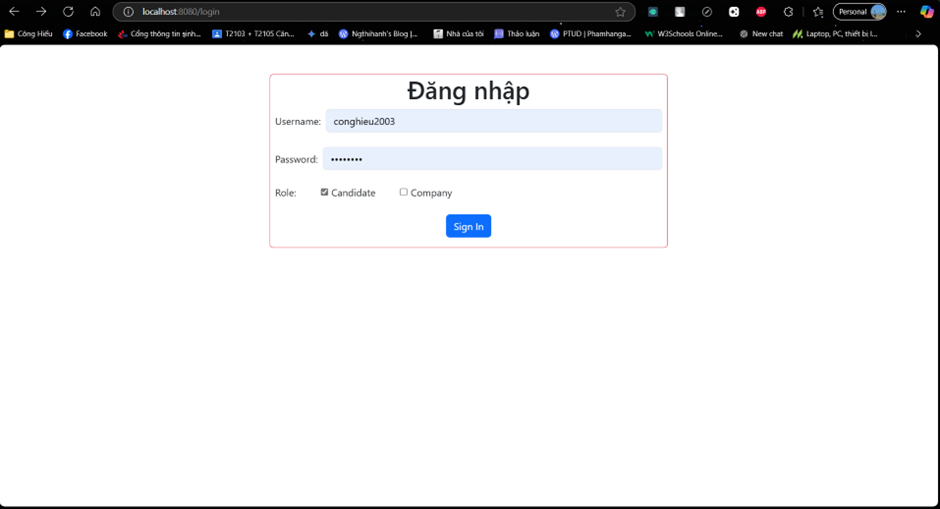 localhost:8080/login
Personal
Công Hiếu Facebook Cổng thông tin sinh... T2103 + T2105 Căn... dá Ngthihanh's Blog |... Nhà của tôi Thảo luận PTUD | Phamhanga... W3Schools Online... New chat Laptop, PC, thiết bị l...
Đăng nhập
Username: conghieu2003
Password: ••••••••
Role: Candidate Company
Sign In